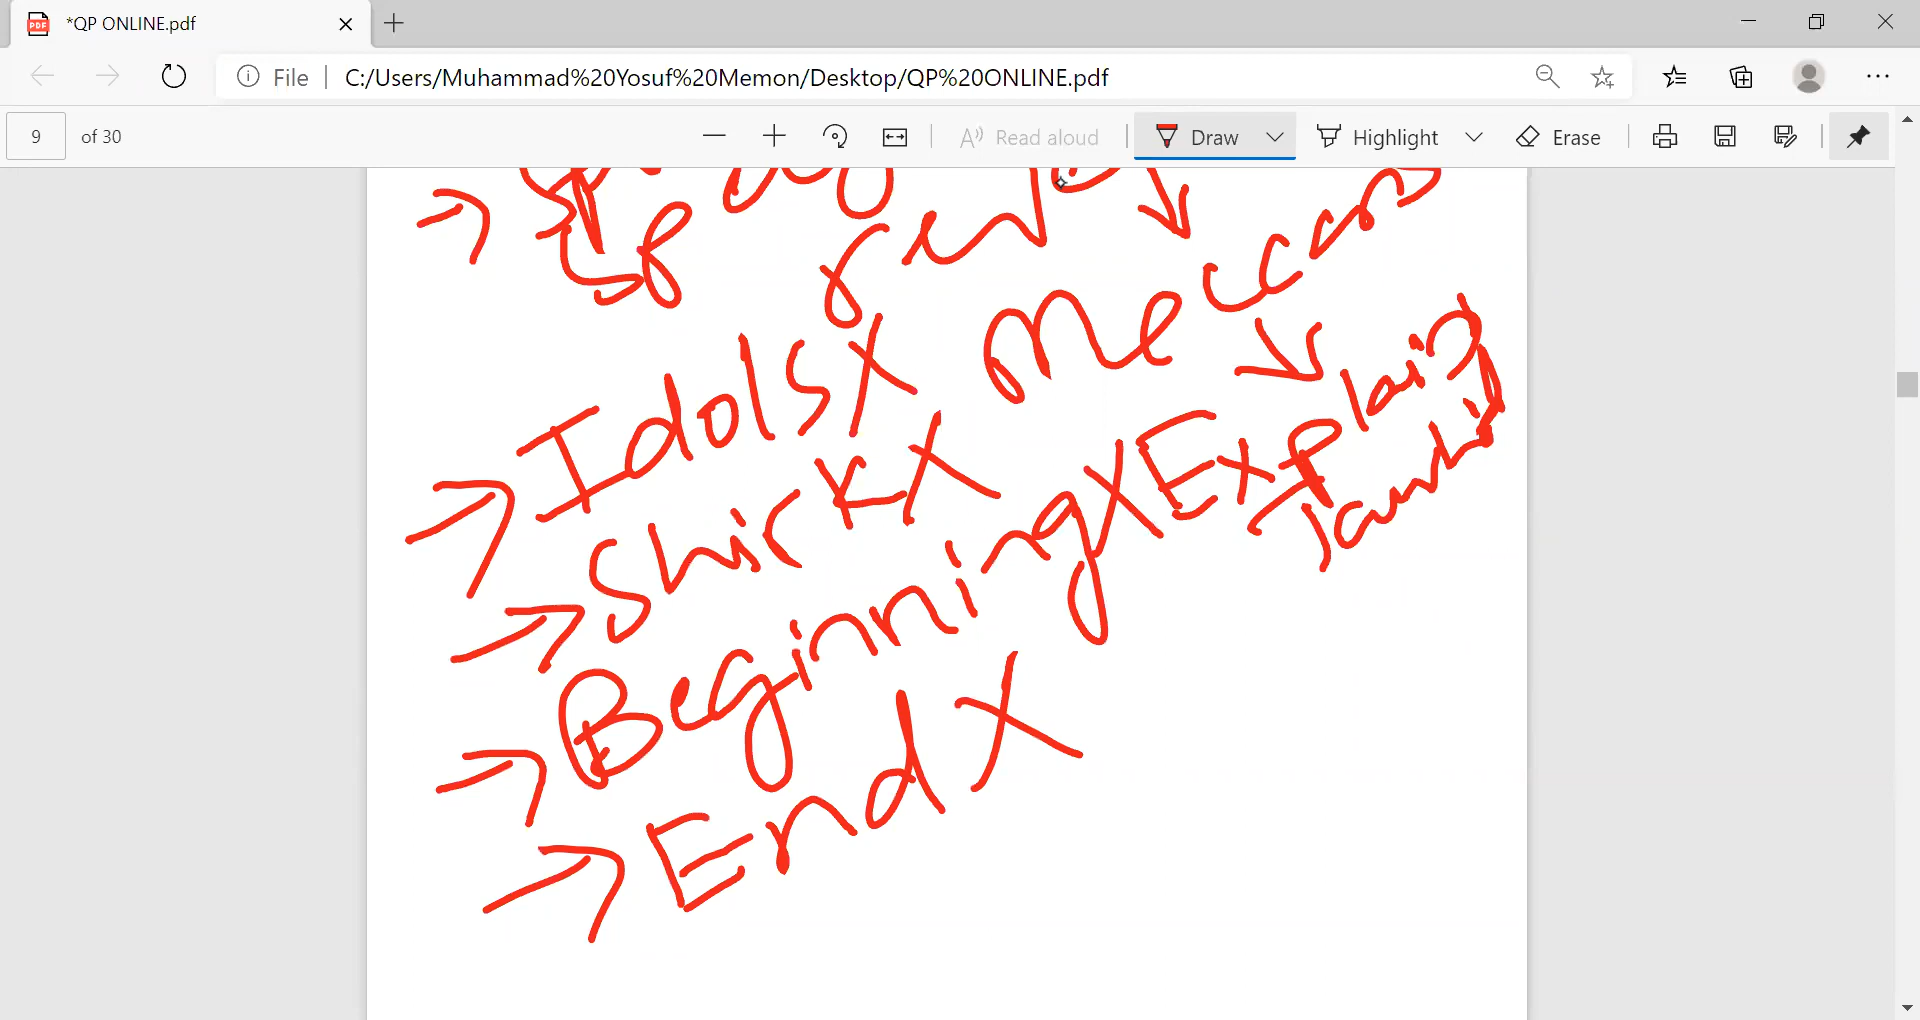 *QP ONLINE.pdf
File | C:/Users/Muhammad%20Yosuf%20Memon/Desktop/QP%20ONLINE.pdf
9 of 30
Read aloud
Draw
Highlight
Erase
Meccans
→ Idols X
Explain
Tawhid
→ Shirk X
→ Beginning X
→ End X